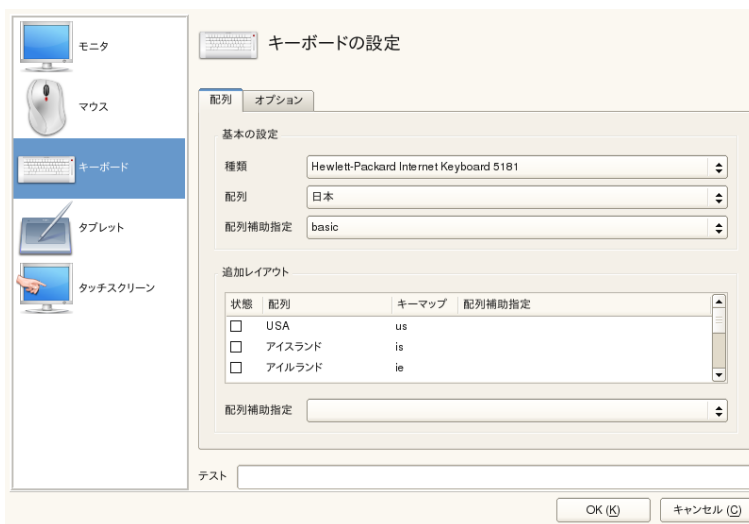 モニタ
マウス
キーボード
タブレット
タッチスクリーン
キーボードの設定
配列 オプション
基本の設定
種類 Hewlett-Packard Internet Keyboard 5181
配列 日本
配列補助指定 basic
追加レイアウト
状態 配列 キーマップ 配列補助指定
USA us
アイスランド is
アイルランド ie
配列補助指定
テスト
OK (K) キャンセル (C)